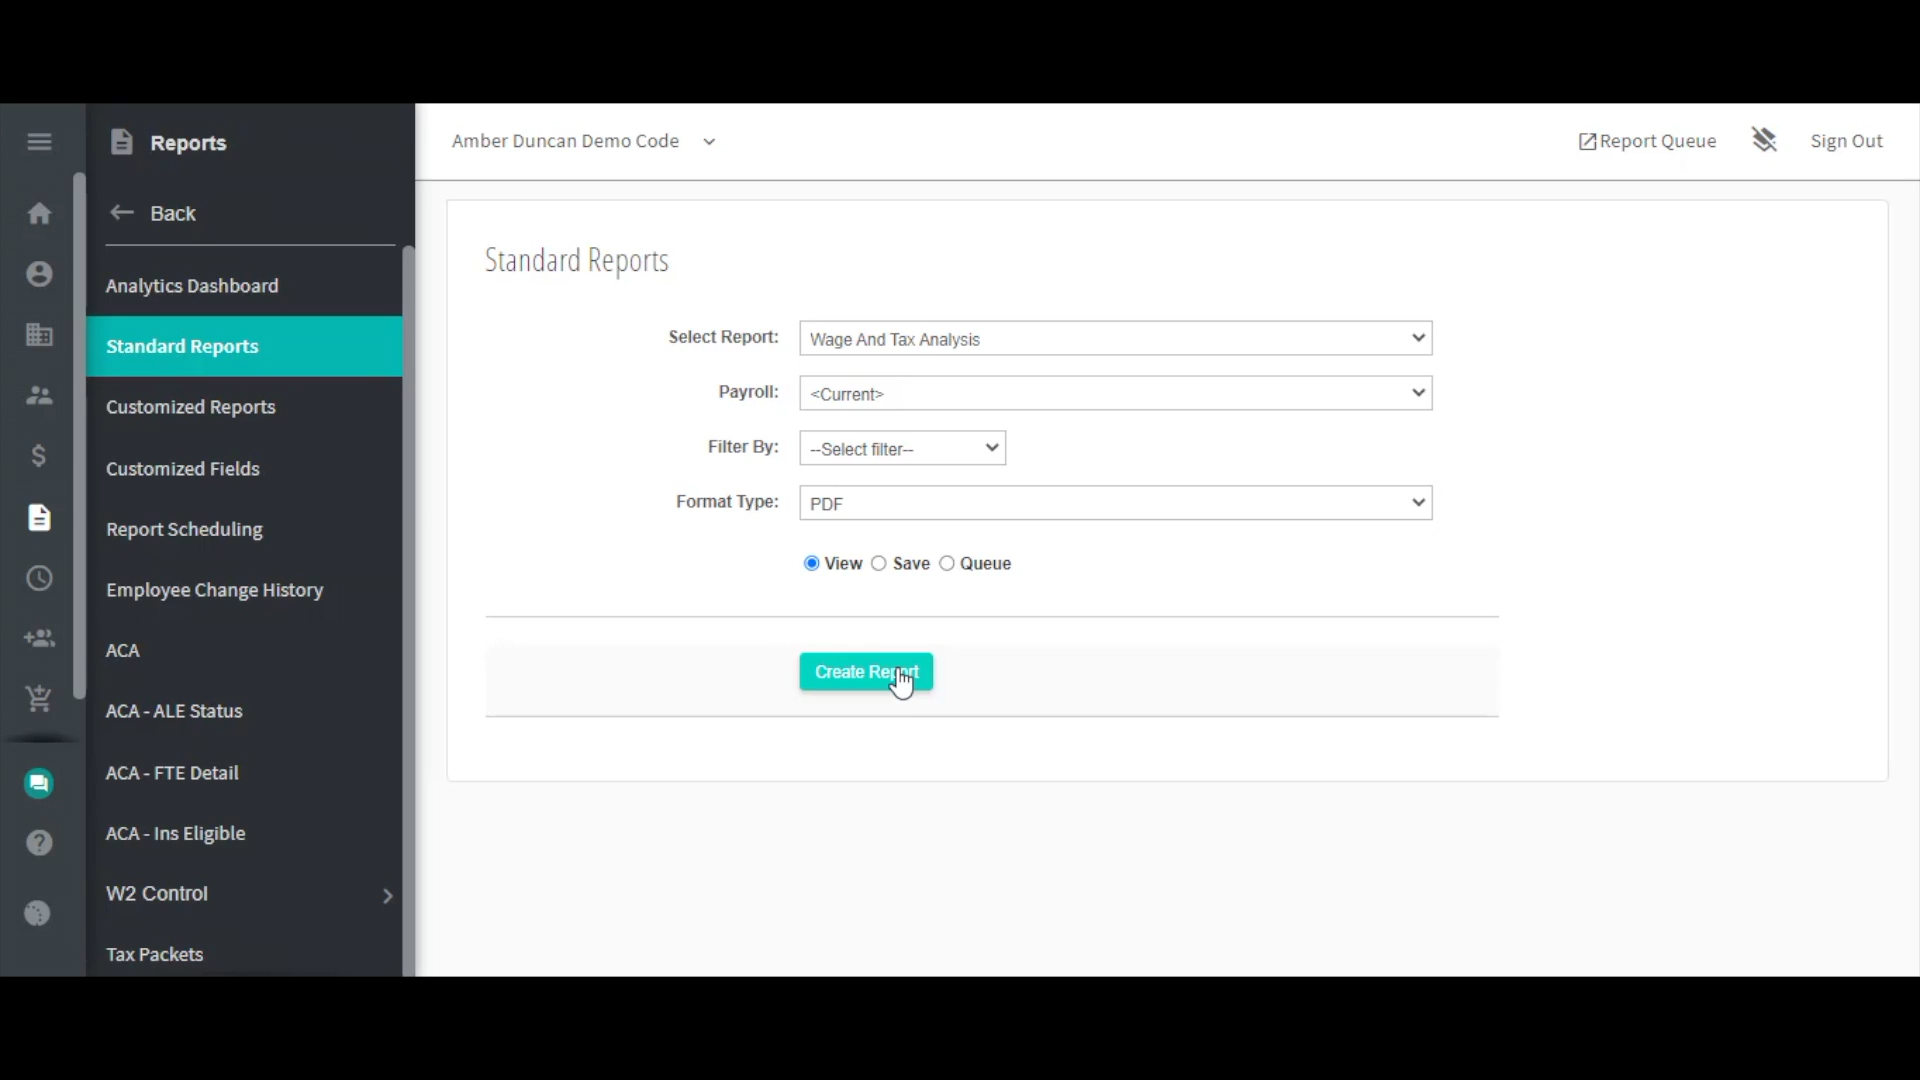 Reports
Back
Analytics Dashboard
Standard Reports
Customized Reports
Customized Fields
Report Scheduling
Employee Change History
ACA
ACA - ALE Status
ACA - FTE Detail
ACA - Ins Eligible
W2 Control
Tax Packets
Amber Duncan Demo Code
Report Queue
Sign Out
Standard Reports
Select Report: Wage And Tax Analysis
Payroll: <Current>
Filter By: --Select filter--
Format Type: PDF
View Save Queue
Create Report